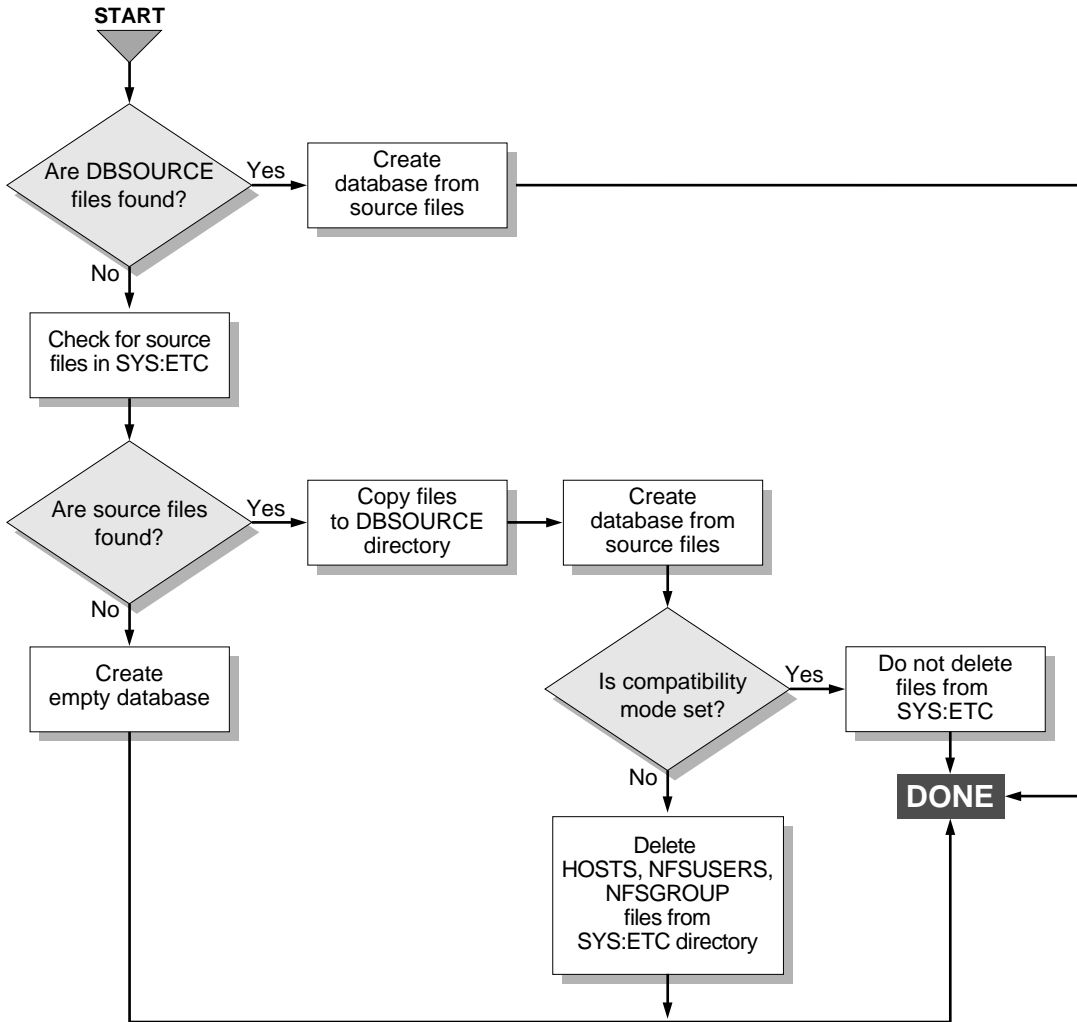 START
Are DBSOURCE
files found?
Yes
Create
database from
source files
No
Check for source
files in SYS:ETC
Are source files
found?
Yes
Copy files
to DBSOURCE
directory
Create
database from
source files
No
Create
empty database
Is compatibility
mode set?
Yes
Do not delete
files from
SYS:ETC
No
DONE
Delete
HOSTS, NFSUSERS,
NFSGROUP
files from
SYS:ETC directory